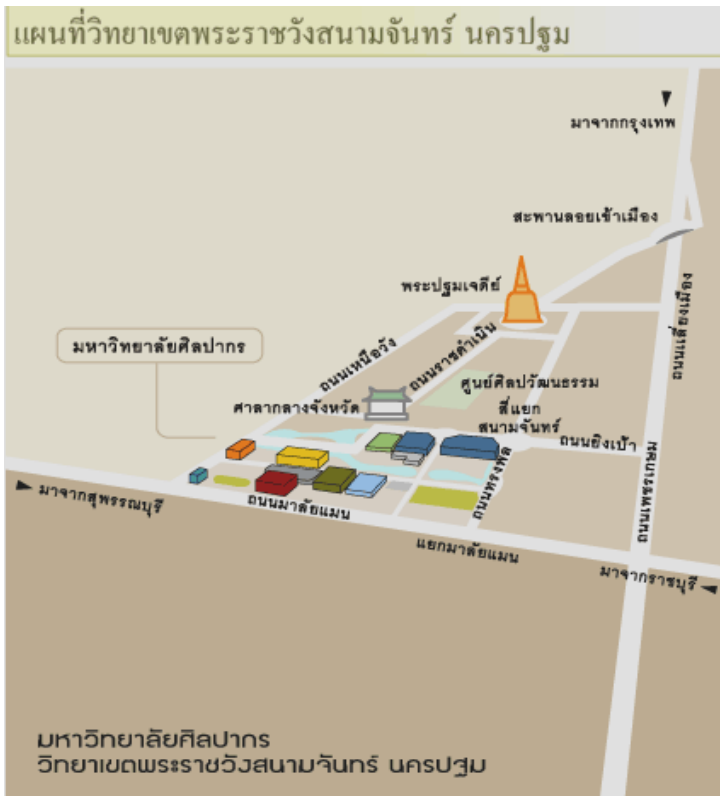 แผนที่วิทยาเขตพระราชวังสนามจันทร์ นครปฐม
มาจากกรุงเทพ
สะพานลอยเข้าเมือง
พระปฐมเจดีย์
ถนนเลี่ยงเมือง
มหาวิทยาลัยศิลปากร
ถนนเหนือวัง
ถนนราชดำเนิน
ศูนย์ศิลปวัฒนธรรม
ศาลากลางจังหวัด
สี่แยก
สนามจันทร์
ถนนยิงเป้า
ถนนทรงพล
ถนนเพชรเกษม
มาจากสุพรรณบุรี
ถนนมาลัยแมน
แยกมาลัยแมน
มาจากราชบุรี
มหาวิทยาลัยศิลปากร
วิทยาเขตพระราชวังสนามจันทร์ นครปฐม